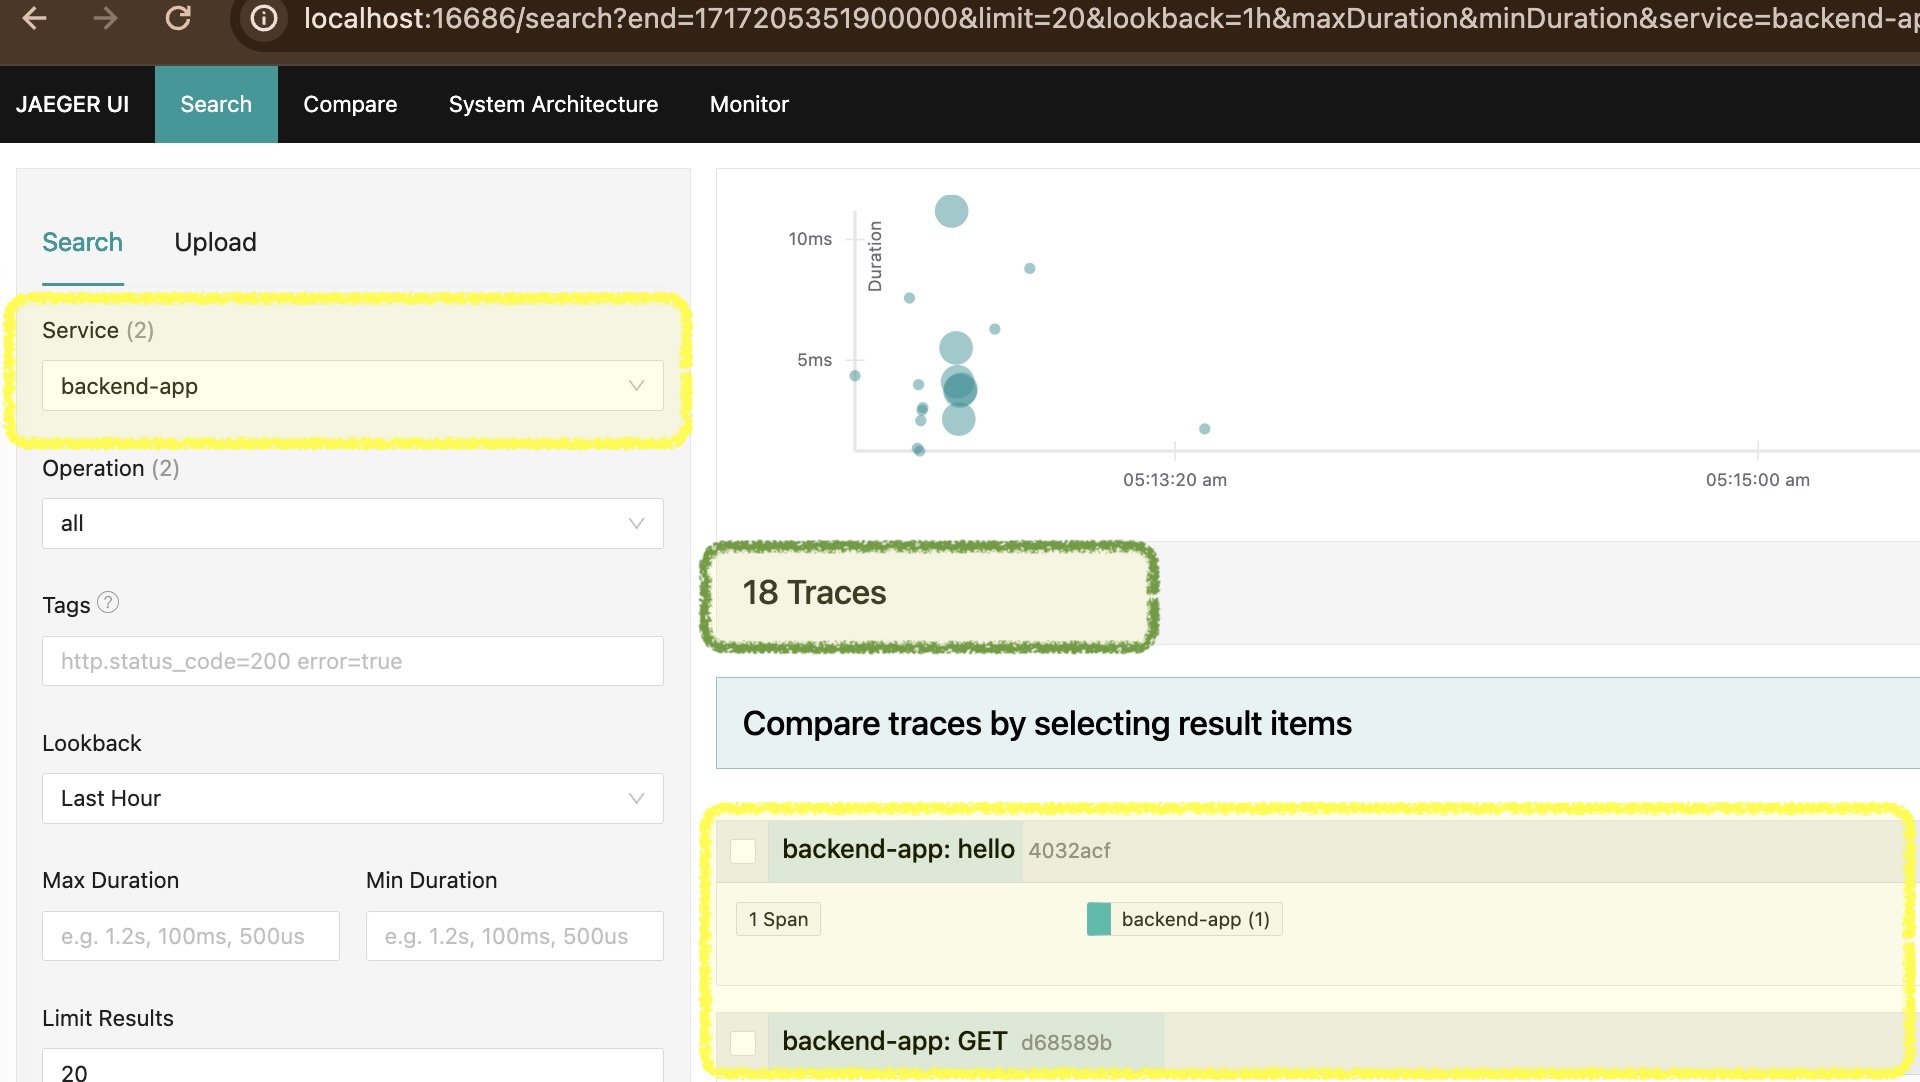 localhost:16686/search?end=1717205351900000&limit=20&lookback=1h&maxDuration&minDuration&service=backend-ap
JAEGER UI Search Compare System Architecture Monitor
Search Upload
Service (2)
backend-app
Operation (2)
all
Tags ?
http.status_code=200 error=true
Lookback
Last Hour
Max Duration Min Duration
e.g. 1.2s, 100ms, 500us e.g. 1.2s, 100ms, 500us
Limit Results
20
10ms
Duration
5ms
05:13:20 am 05:15:00 am
18 Traces
Compare traces by selecting result items
backend-app: hello 4032acf
1 Span backend-app (1)
backend-app: GET d68589b